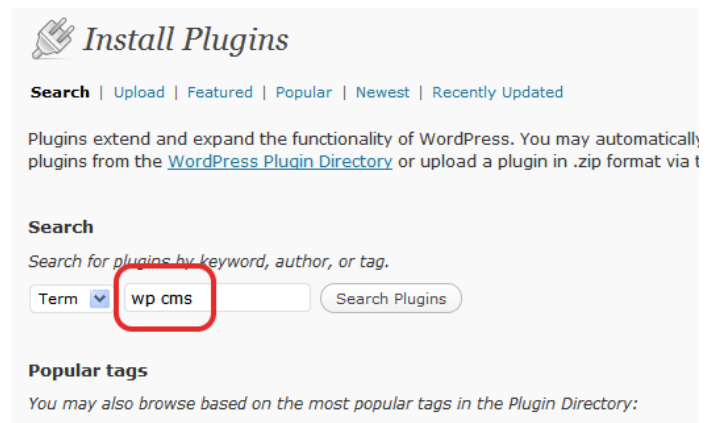 Install Plugins
Search | Upload | Featured | Popular | Newest | Recently Updated
Plugins extend and expand the functionality of WordPress. You may automatically
plugins from the WordPress Plugin Directory or upload a plugin in .zip format via
Search
Search for plugins by keyword, author, or tag.
Term wp cms Search Plugins
Popular tags
You may also browse based on the most popular tags in the Plugin Directory: